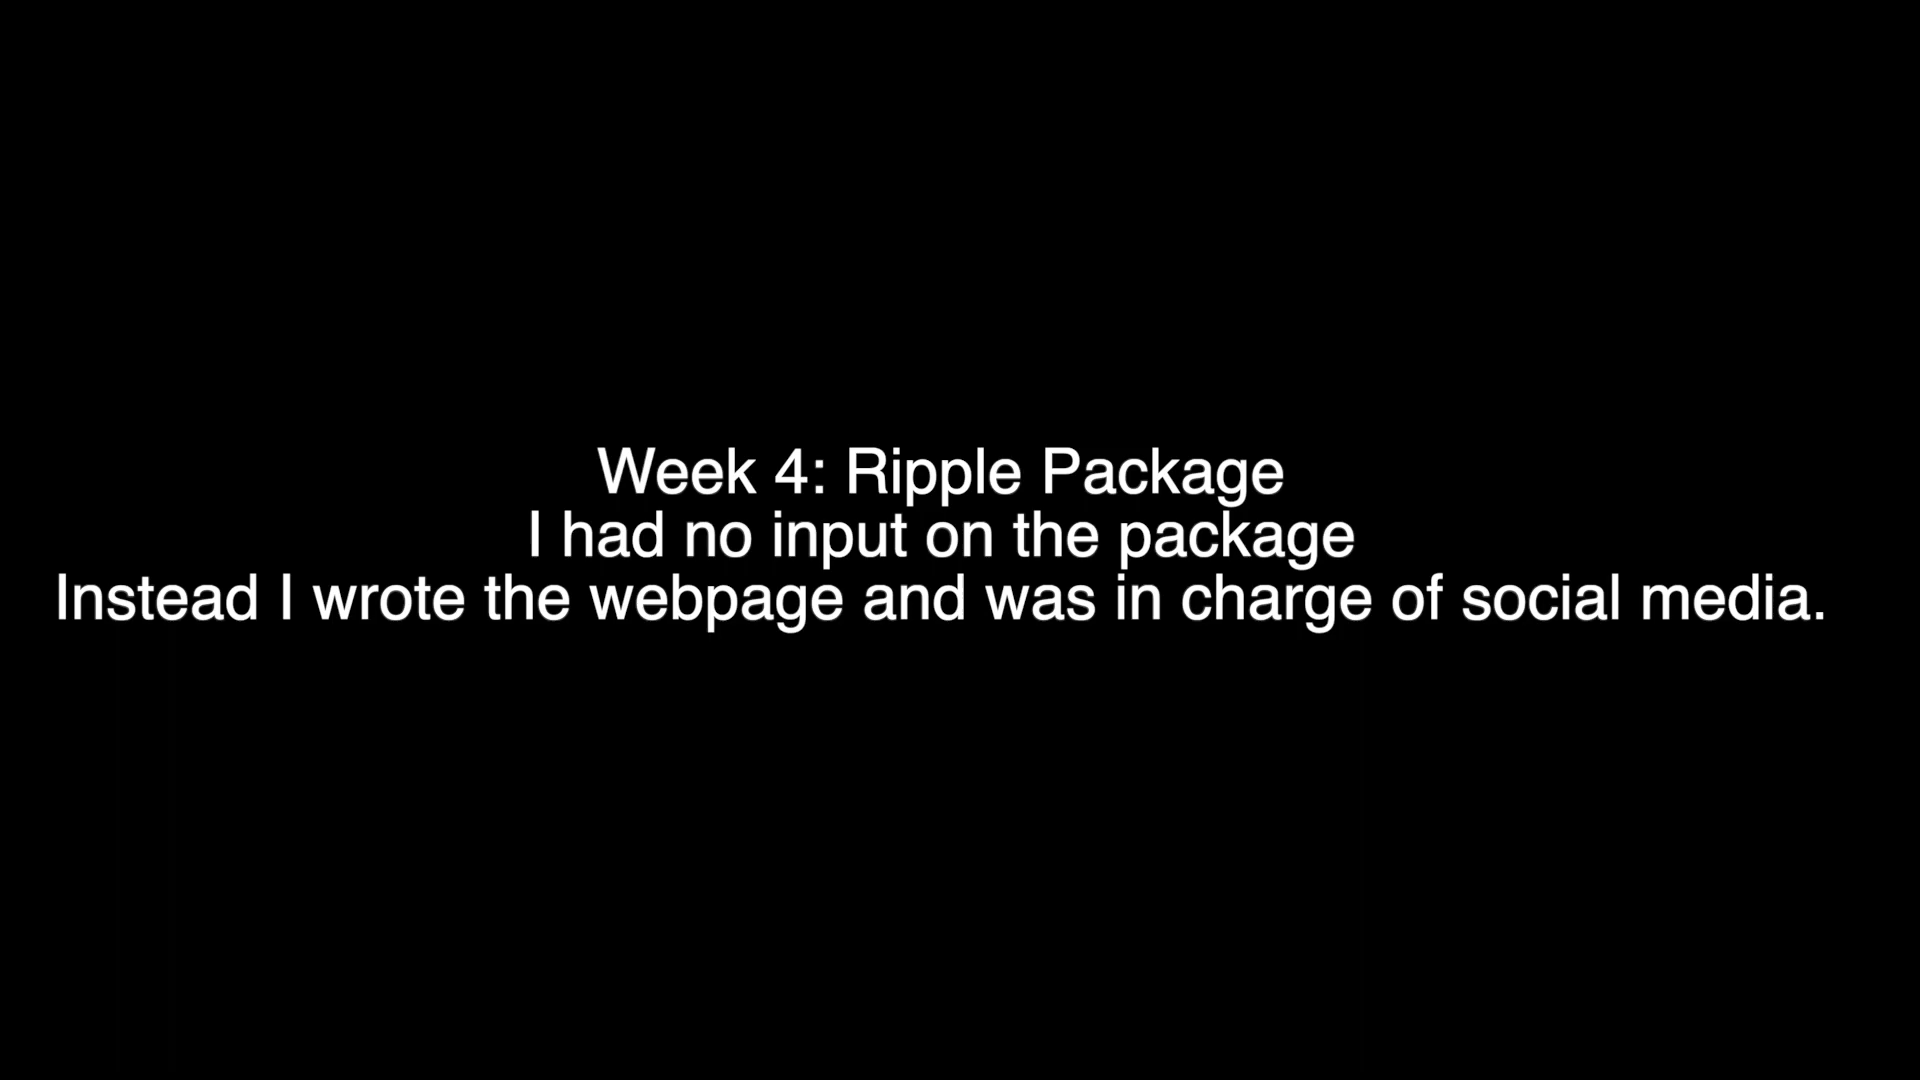 Week 4: Ripple Package
I had no input on the package
Instead I wrote the webpage and was in charge of social media.